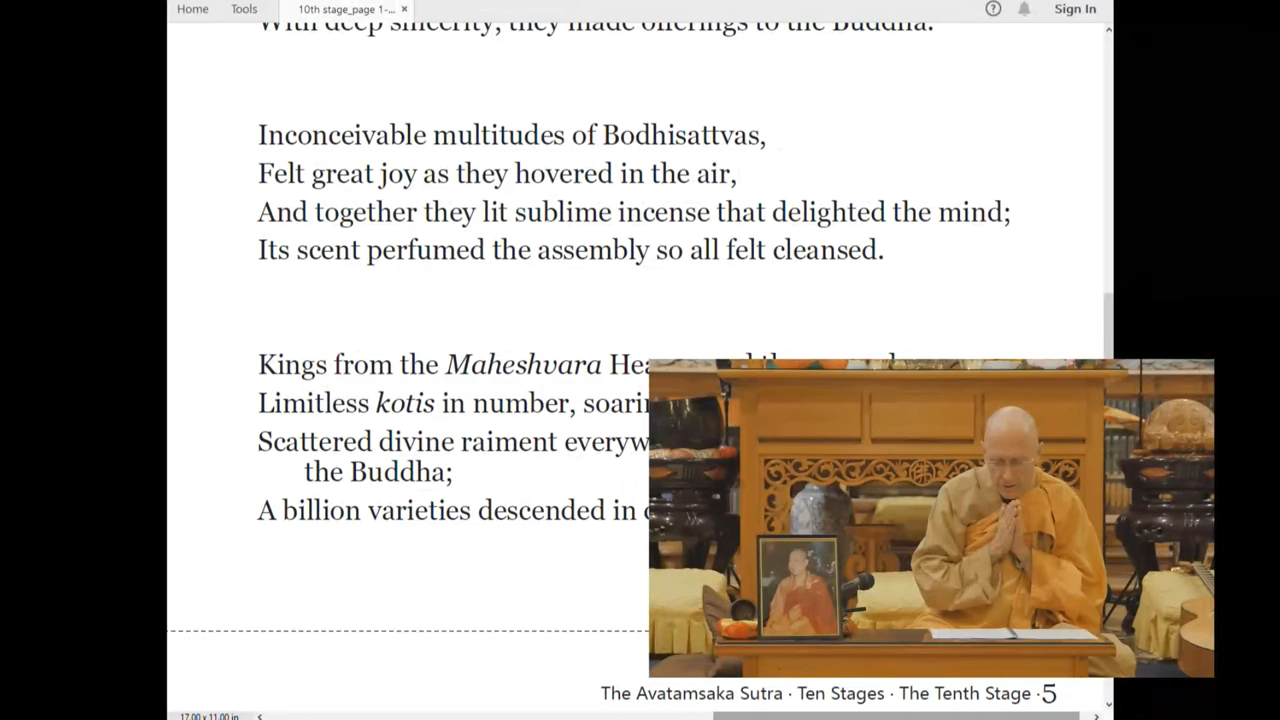 Home Tools 10th stage_page 1-... × ? Sign In
With deep sincerity, they made offerings to the Buddha.
Inconceivable multitudes of Bodhisattvas,
Felt great joy as they hovered in the air,
And together they lit sublime incense that delighted the mind;
Its scent perfumed the assembly so all felt cleansed.
Kings from the Maheshvara
Limitless kotis in number,
Scattered divine raiment
the Buddha;
A billion varieties descended in
The Avatamsaka Sutra · Ten Stages · The Tenth Stage ·5
17.00 x 11.00 in